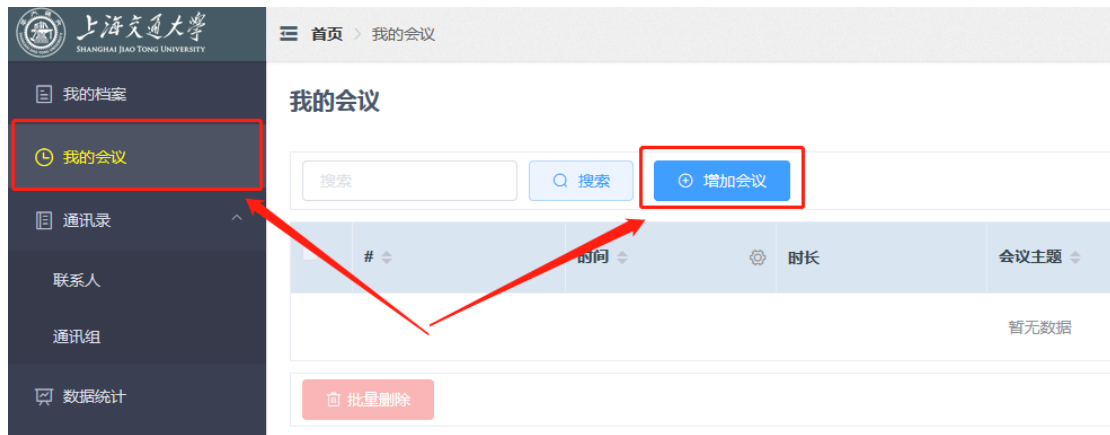 上海交通大學
SHANGHAI JIAO TONG UNIVERSITY
首页 > 我的会议
我的档案
我的会议
通讯录
联系人
通讯组
数据统计
我的会议
搜索 搜索 增加会议
# 时间 时长 会议主题
暂无数据
批量删除